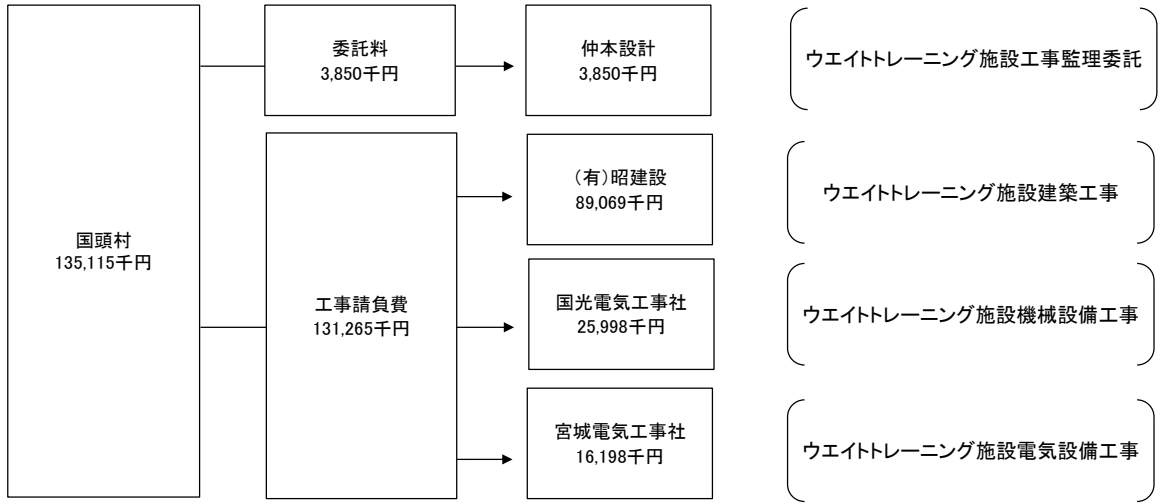 国頭村
135,115千円
委託料
3,850千円
仲本設計
3,850千円
ウエイトトレーニング施設工事監理委託
工事請負費
131,265千円
(有)昭建設
89,069千円
ウエイトトレーニング施設建築工事
国光電気工事社
25,998千円
ウエイトトレーニング施設機械設備工事
宮城電気工事社
16,198千円
ウエイトトレーニング施設電気設備工事